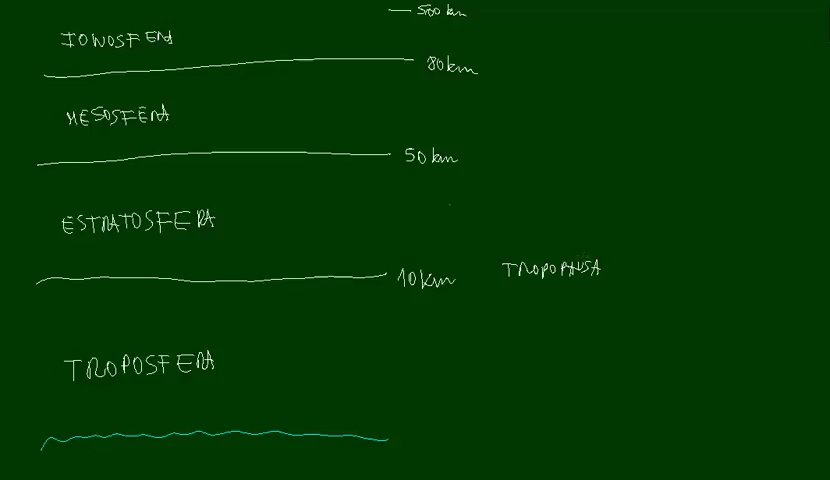 500 km
IONOSFERA
80 km
MESOSFERA
50 km
ESTRATOSFERA
10 km TROPOPAUSA
TROPOSFERA